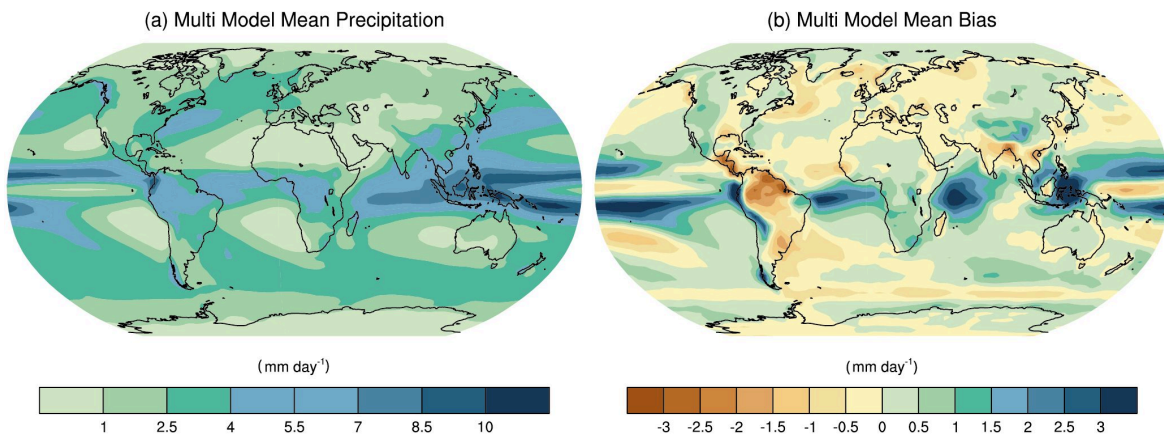 (a) Multi Model Mean Precipitation
(b) Multi Model Mean Bias
(mm day⁻¹)
(mm day⁻¹)
1 2.5 4 5.5 7 8.5 10
-3 -2.5 -2 -1.5 -1 -0.5 0 0.5 1 1.5 2 2.5 3